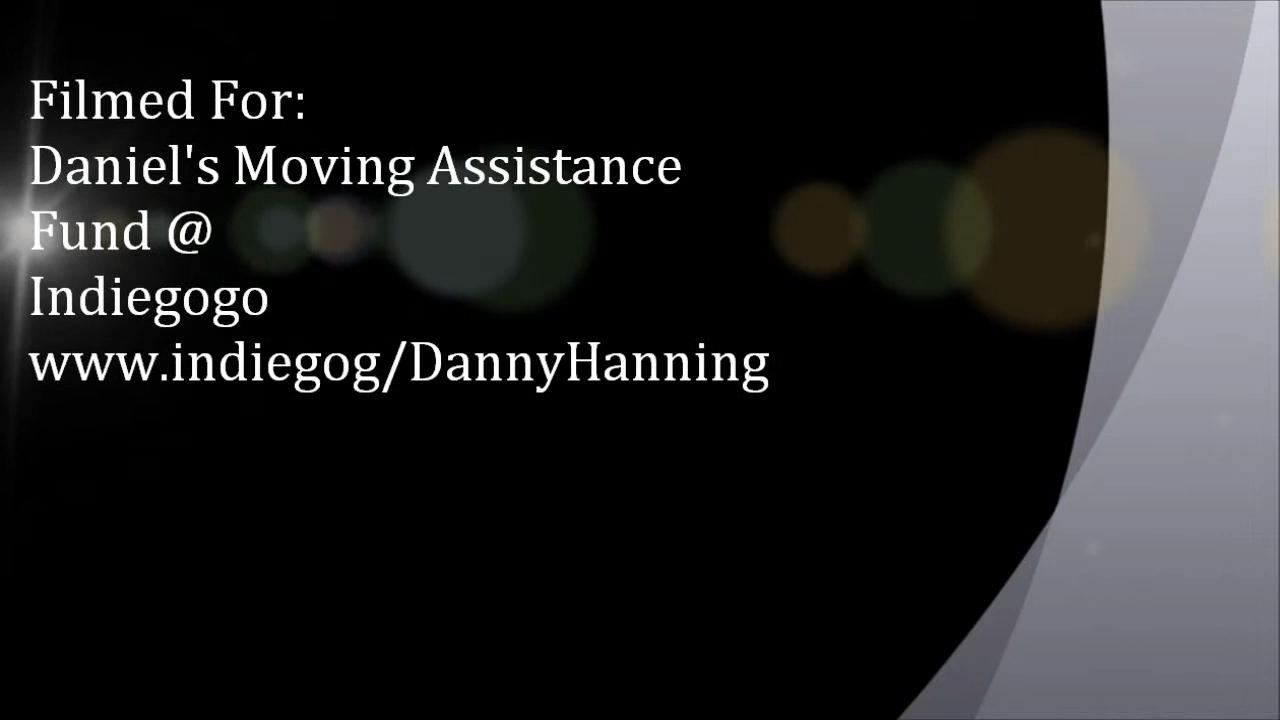 Filmed For:
Daniel's Moving Assistance
Fund @
Indiegogo
www.indiegog/DannyHanning